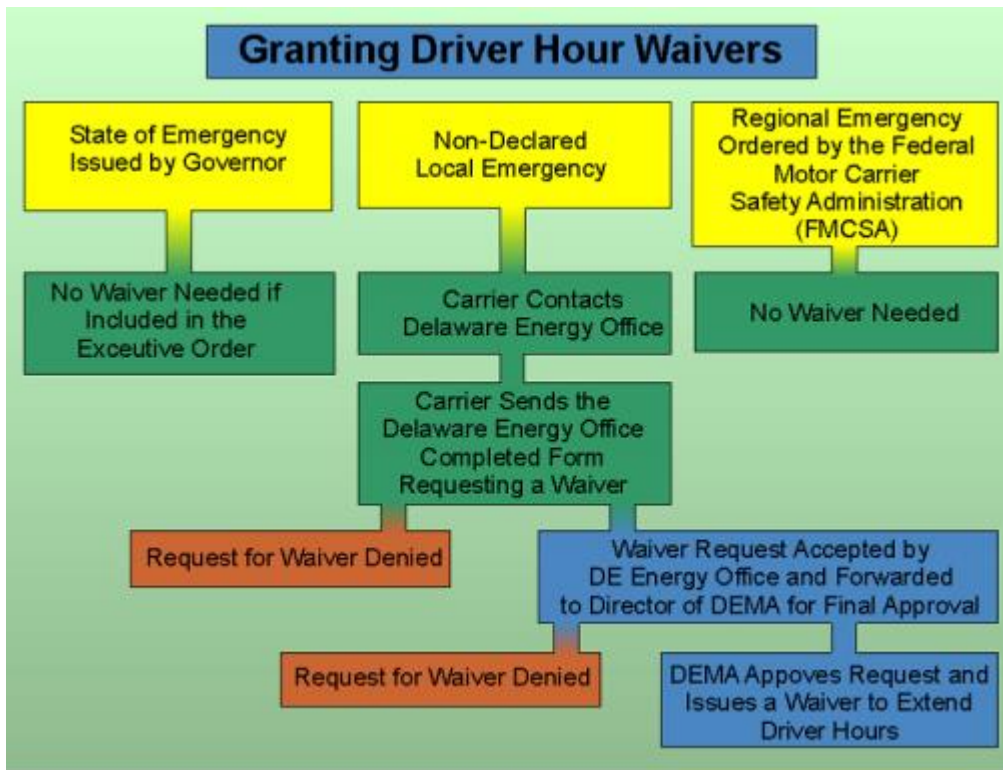 Granting Driver Hour Waivers
State of Emergency
Issued by Governor
Non-Declared
Local Emergency
Regional Emergency
Ordered by the Federal
Motor Carrier
Safety Administration
(FMCSA)
No Waiver Needed if
Included in the
Exceutive Order
Carrier Contacts
Delaware Energy Office
No Waiver Needed
Carrier Sends the
Delaware Energy Office
Completed Form
Requesting a Waiver
Request for Waiver Denied
Waiver Request Accepted by
DE Energy Office and Forwarded
to Director of DEMA for Final Approval
Request for Waiver Denied
DEMA Appoves Request and
Issues a Waiver to Extend
Driver Hours